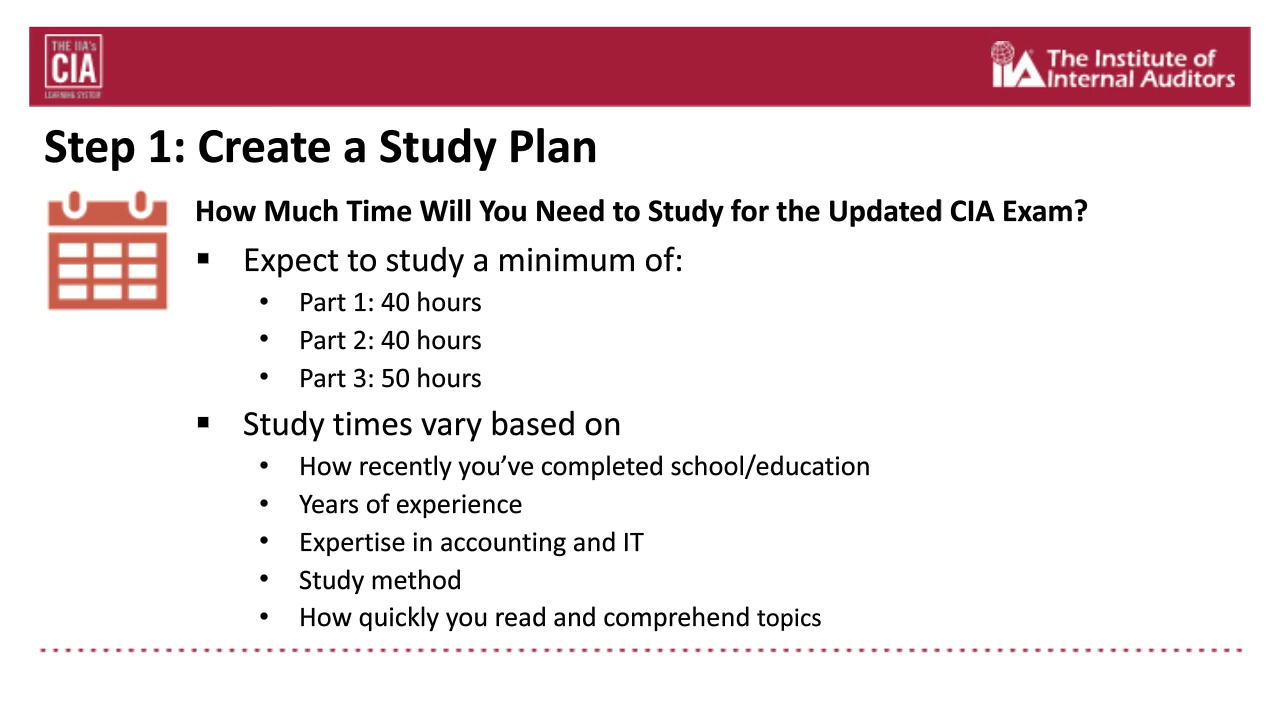 THE IIA's
CIA
LEARNING SYSTEM
IIA
The Institute of
Internal Auditors
Step 1: Create a Study Plan
How Much Time Will You Need to Study for the Updated CIA Exam?
▪ Expect to study a minimum of:
• Part 1: 40 hours
• Part 2: 40 hours
• Part 3: 50 hours
▪ Study times vary based on
• How recently you’ve completed school/education
• Years of experience
• Expertise in accounting and IT
• Study method
• How quickly you read and comprehend topics